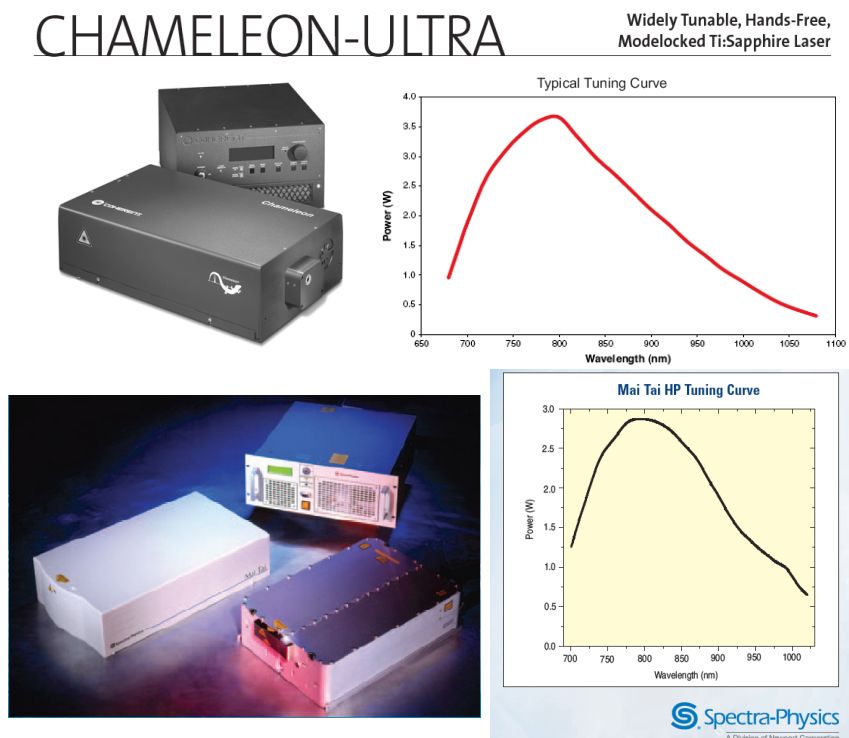 CHAMELEON-ULTRA
Widely Tunable, Hands-Free,
Modelocked Ti:Sapphire Laser
COHERENT
COHERENT
Chameleon
Typical Tuning Curve
Power (W)
4.0
3.5
3.0
2.5
2.0
1.5
1.0
0.5
0
650 700 750 800 850 900 950 1000 1050 1100
Wavelength (nm)
Mai Tai
Spectra-Physics
Mai Tai HP Tuning Curve
Power (W)
3.0
2.5
2.0
1.5
1.0
0.5
0.0
700 750 800 850 900 950 1000
Wavelength (nm)
Spectra-Physics
A Division of Newport Corporation